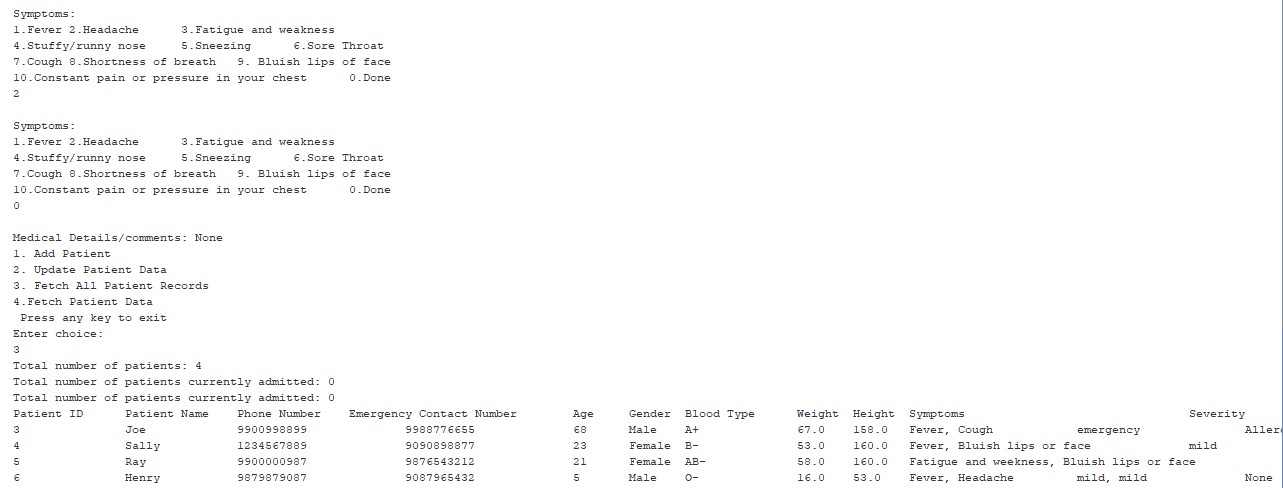 Symptoms:
1.Fever 2.Headache 3.Fatigue and weakness
4.Stuffy/runny nose 5.Sneezing 6.Sore Throat
7.Cough 8.Shortness of breath 9. Bluish lips of face
10.Constant pain or pressure in your chest 0.Done
2
Symptoms:
1.Fever 2.Headache 3.Fatigue and weakness
4.Stuffy/runny nose 5.Sneezing 6.Sore Throat
7.Cough 8.Shortness of breath 9. Bluish lips of face
10.Constant pain or pressure in your chest 0.Done
0
Medical Details/comments: None
1. Add Patient
2. Update Patient Data
3. Fetch All Patient Records
4.Fetch Patient Data
Press any key to exit
Enter choice:
3
Total number of patients: 4
Total number of patients currently admitted: 0
Total number of patients currently admitted: 0
Patient ID Patient Name Phone Number Emergency Contact Number Age Gender Blood Type Weight Height Symptoms Severity
3 Joe 9900998899 9988776655 68 Male A+ 67.0 158.0 Fever, Cough emergency
4 Sally 1234567889 9090898877 23 Female B- 53.0 160.0 Fever, Bluish lips or face mild
5 Ray 9900000987 9876543212 21 Female AB- 58.0 160.0 Fatigue and weekness, Bluish lips or face
6 Henry 9879879087 9087965432 5 Male O- 16.0 53.0 Fever, Headache mild, mild None